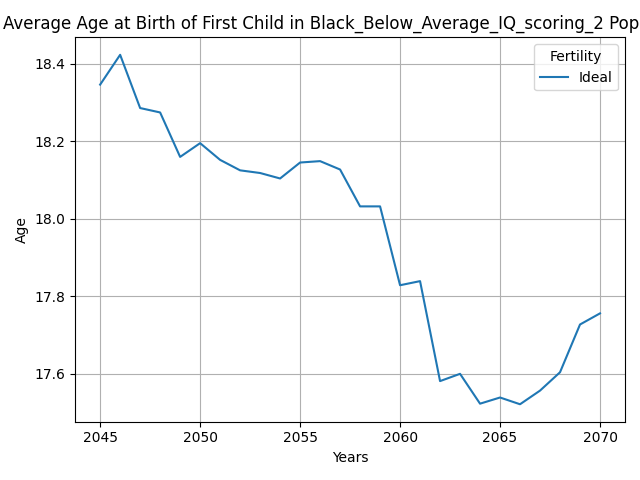 Average Age at Birth of First Child in Black_Below_Average_IQ_scoring_2 Pop
Fertility
Ideal
18.4
18.2
18.0
17.8
17.6
Age
2045 2050 2055 2060 2065 2070
Years